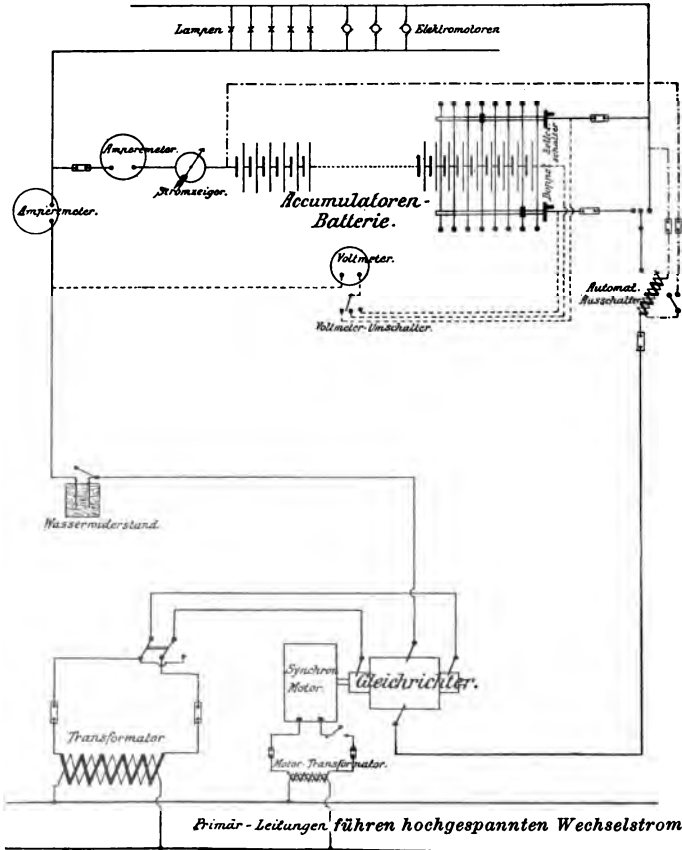 Lampen
Elektromotoren
Amperemeter.
Stromzeiger.
Amperemeter.
Accumulatoren-
Batterie.
Doppel Zellen
schalter
Voltmeter.
Voltmeter-Umschalter.
Automat.
Ausschalter
Wasserwiderstand
Synchron
Motor.
Gleichrichter.
Transformator
Motor-Transformator.
Primär-Leitungen führen hochgespannten Wechselstrom